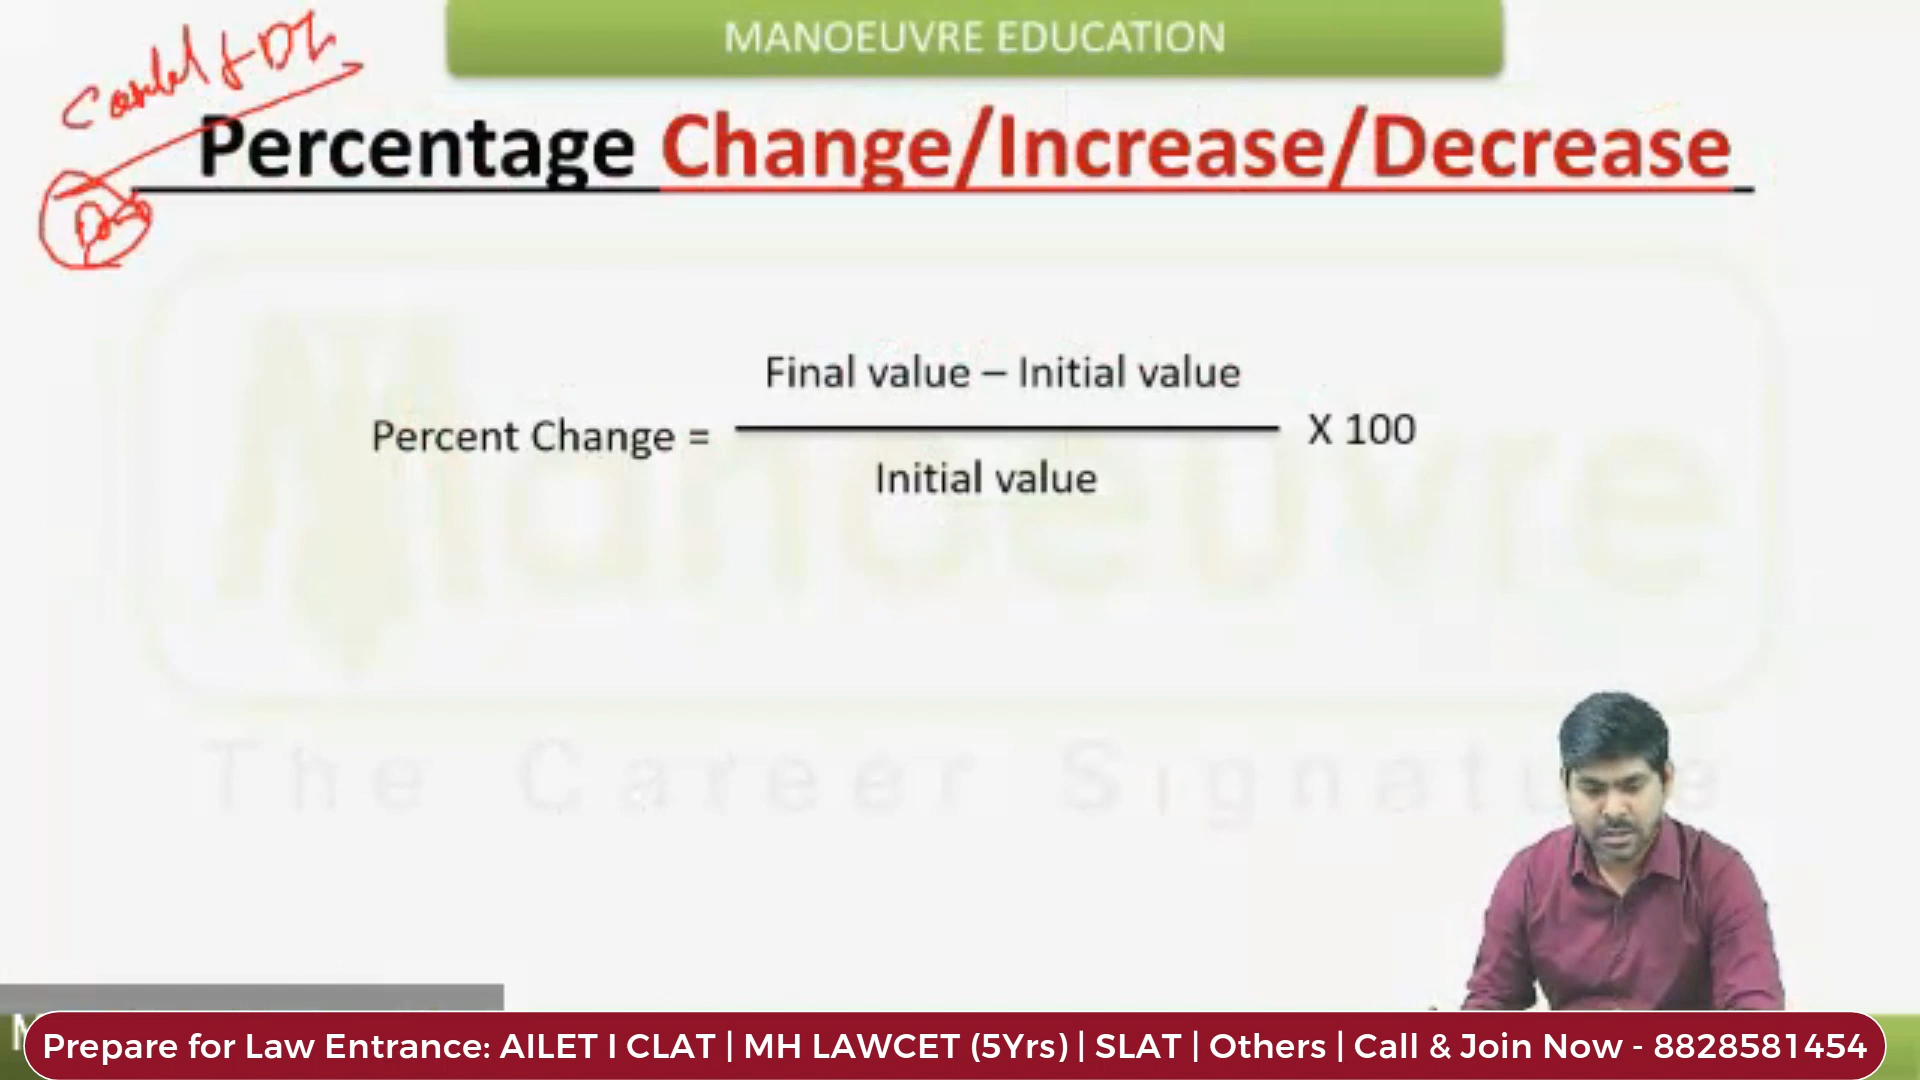 MANOEUVRE EDUCATION
Percentage Change/Increase/Decrease
Final value – Initial value
Percent Change = X 100
Initial value
Manoeuvre
The Career Signature
Prepare for Law Entrance: AILET I CLAT | MH LAWCET (5Yrs) | SLAT | Others | Call & Join Now - 8828581454